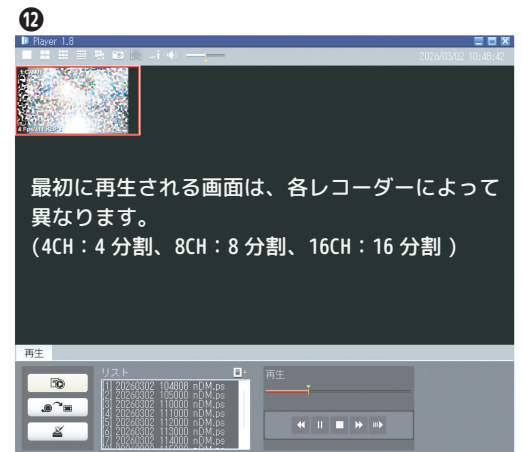 ⓬
Player 1.8
2026/03/02 10:48:42
最初に再生される画面は、各レコーダーによって
異なります。
(4CH：4 分割、8CH：8 分割、16CH：16 分割 )
再生
リスト
[1] 20260302 104808 nDM.ps
[2] 20260302 105000 nDM.ps
[3] 20260302 110000 nDM.ps
[4] 20260302 111000 nDM.ps
[5] 20260302 112000 nDM.ps
[6] 20260302 113000 nDM.ps
[7] 20260302 114000 nDM.ps
再生